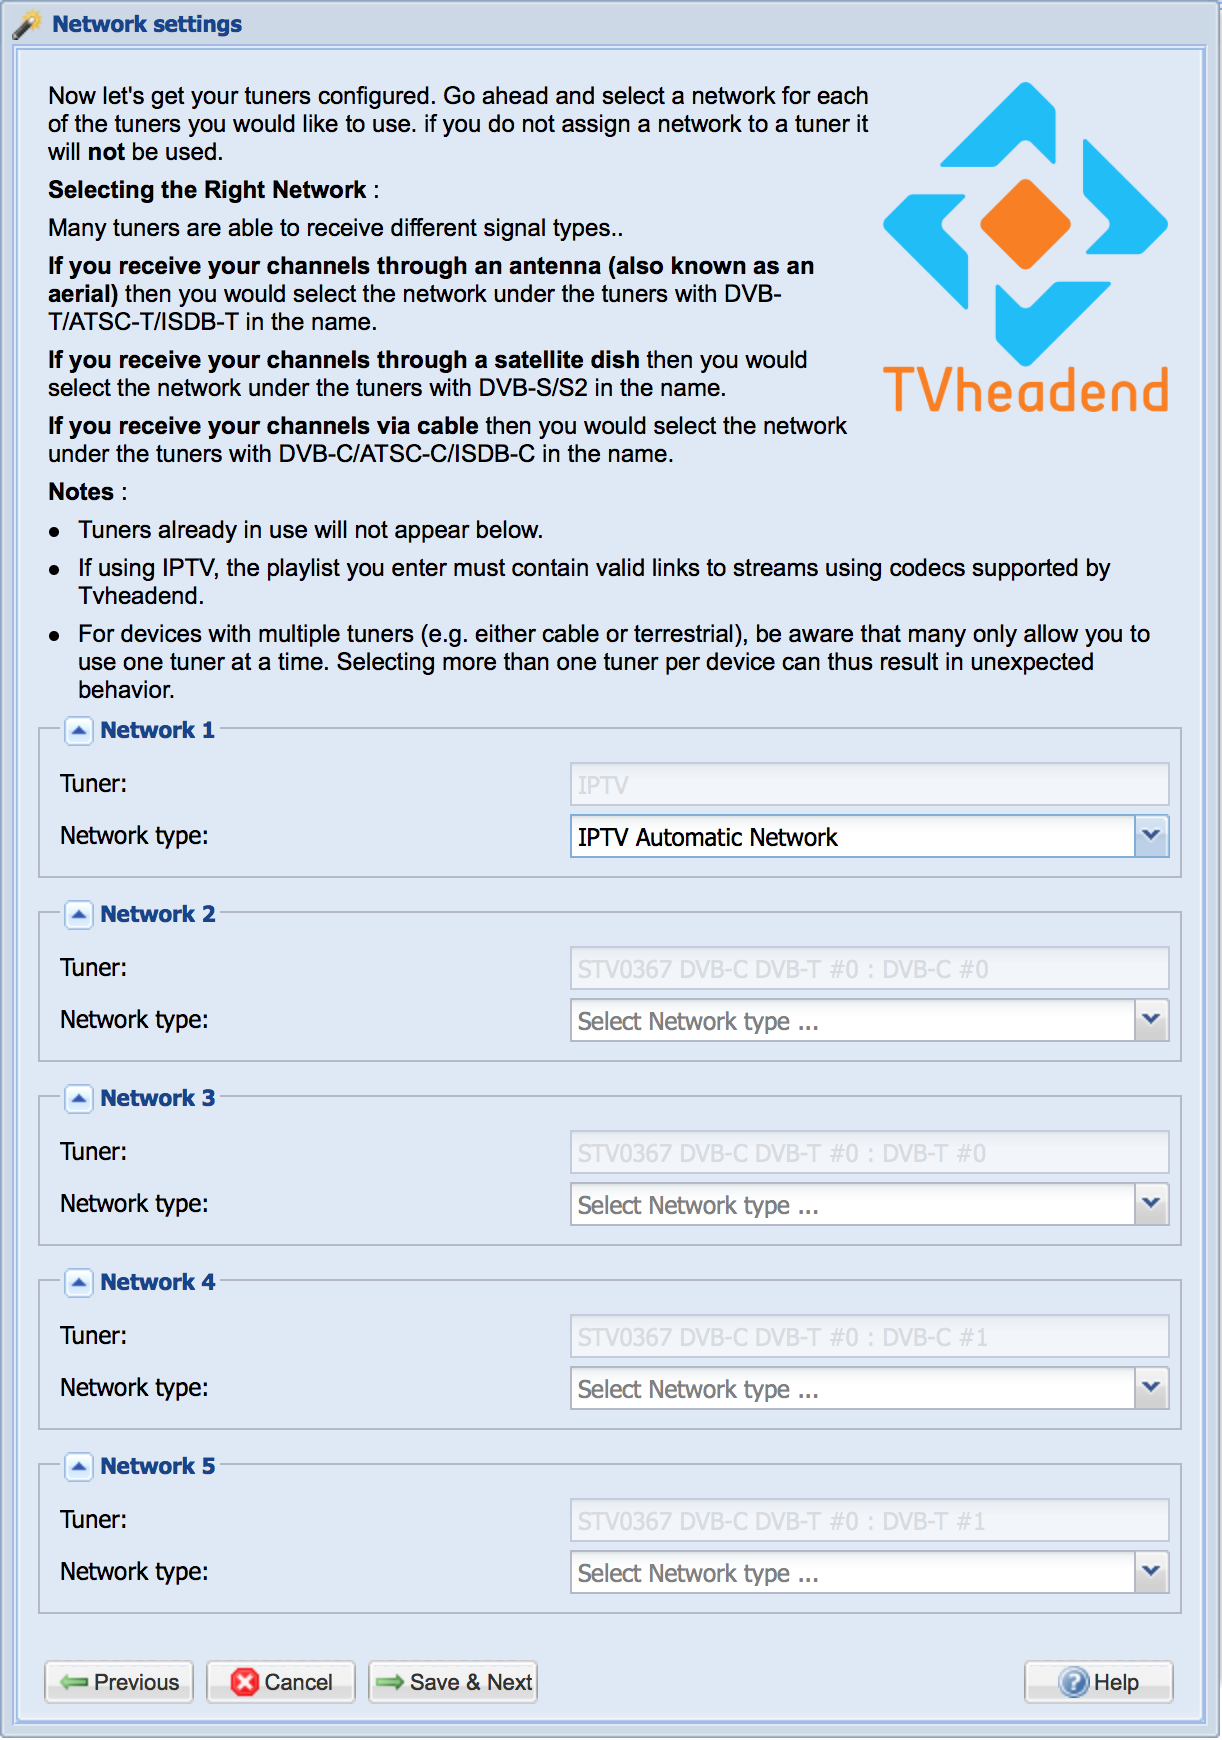 Network settings
Now let's get your tuners configured. Go ahead and select a network for each
of the tuners you would like to use. if you do not assign a network to a tuner it
will not be used.
Selecting the Right Network :
Many tuners are able to receive different signal types..
If you receive your channels through an antenna (also known as an
aerial) then you would select the network under the tuners with DVB-
T/ATSC-T/ISDB-T in the name.
If you receive your channels through a satellite dish then you would
select the network under the tuners with DVB-S/S2 in the name.
If you receive your channels via cable then you would select the network
under the tuners with DVB-C/ATSC-C/ISDB-C in the name.
TVheadend
Notes :
• Tuners already in use will not appear below.
• If using IPTV, the playlist you enter must contain valid links to streams using codecs supported by
Tvheadend.
• For devices with multiple tuners (e.g. either cable or terrestrial), be aware that many only allow you to
use one tuner at a time. Selecting more than one tuner per device can thus result in unexpected
behavior.
Network 1
Tuner: IPTV
Network type: IPTV Automatic Network
Network 2
Tuner: STV0367 DVB-C DVB-T #0 : DVB-C #0
Network type: Select Network type ...
Network 3
Tuner: STV0367 DVB-C DVB-T #0 : DVB-T #0
Network type: Select Network type ...
Network 4
Tuner: STV0367 DVB-C DVB-T #0 : DVB-C #1
Network type: Select Network type ...
Network 5
Tuner: STV0367 DVB-C DVB-T #0 : DVB-T #1
Network type: Select Network type ...
Previous Cancel Save & Next Help